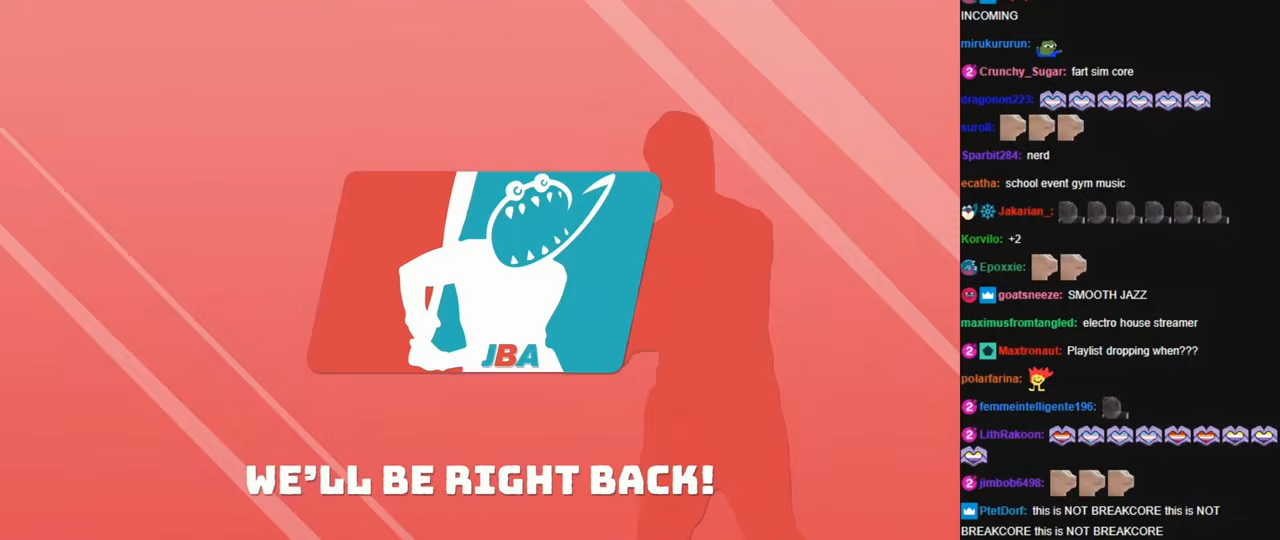 JBA
WE'LL BE RIGHT BACK!
INCOMING
mirukururun:
Crunchy_Sugar: fart sim core
dragonon223:
suroll:
Sparbit284: nerd
ecatha: school event gym music
Jakarian_:
Korvilo: +2
Epoxxie:
goatsneeze: SMOOTH JAZZ
maximusfromtangled: electro house streamer
Maxtronaut: Playlist dropping when???
polarfarina:
femmeintelligente196:
LithRakoon:
jimbob6498:
PtetDorf: this is NOT BREAKCORE this is NOT
BREAKCORE this is NOT BREAKCORE